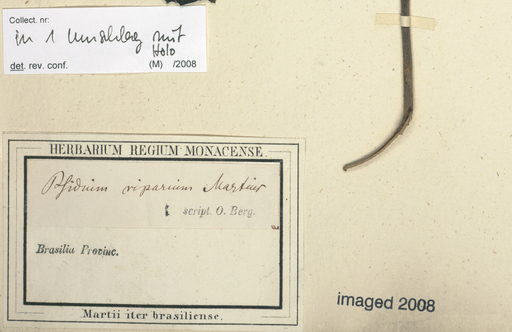 Collect. nr:
in 1 Umschlag mit
Holo
det. rev. conf. (M) /2008
HERBARIUM REGIUM MONACENSE.
Psidium riparium Martius
script. O. Berg.
Brasilia Provinc.
Martii iter brasiliense.
imaged 2008